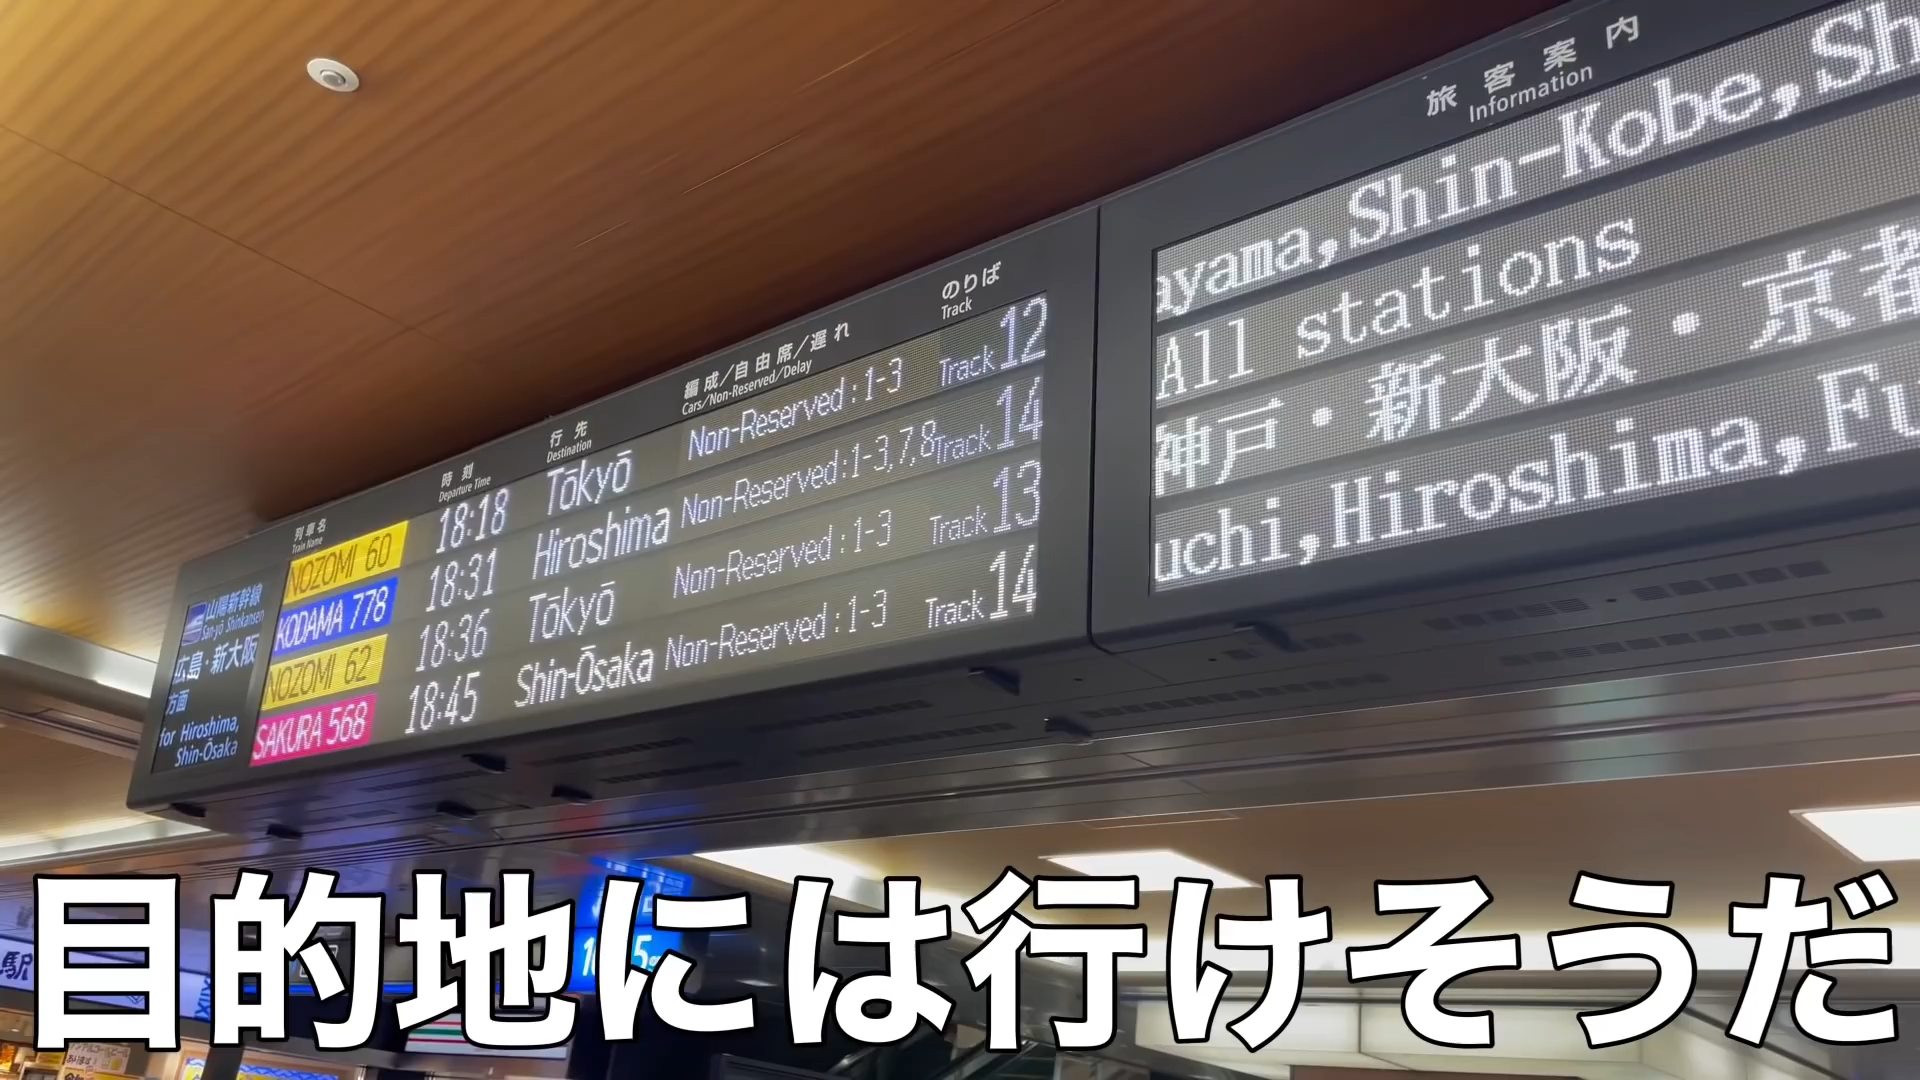 旅客案内
Information
ayama,Shin-Kobe,Sh
All stations
神戸・新大阪・京都
uchi,Hiroshima,Fu
列車名
Train Name
時刻
Departure Time
行先
Destination
編成/自由席/遅れ
Cars/Non-Reserved/Delay
のりば
Track
NOZOMI 60 18:18 Tōkyō Non-Reserved:1-3 Track 12
KODAMA 778 18:31 Hiroshima Non-Reserved:1-3,7,8 Track 14
NOZOMI 62 18:36 Tōkyō Non-Reserved:1-3 Track 13
SAKURA 568 18:45 Shin-Ōsaka Non-Reserved:1-3 Track 14
山陽新幹線
San-yō Shinkansen
広島・新大阪
方面
for Hiroshima,
Shin-Ōsaka
目的地には行けそうだ